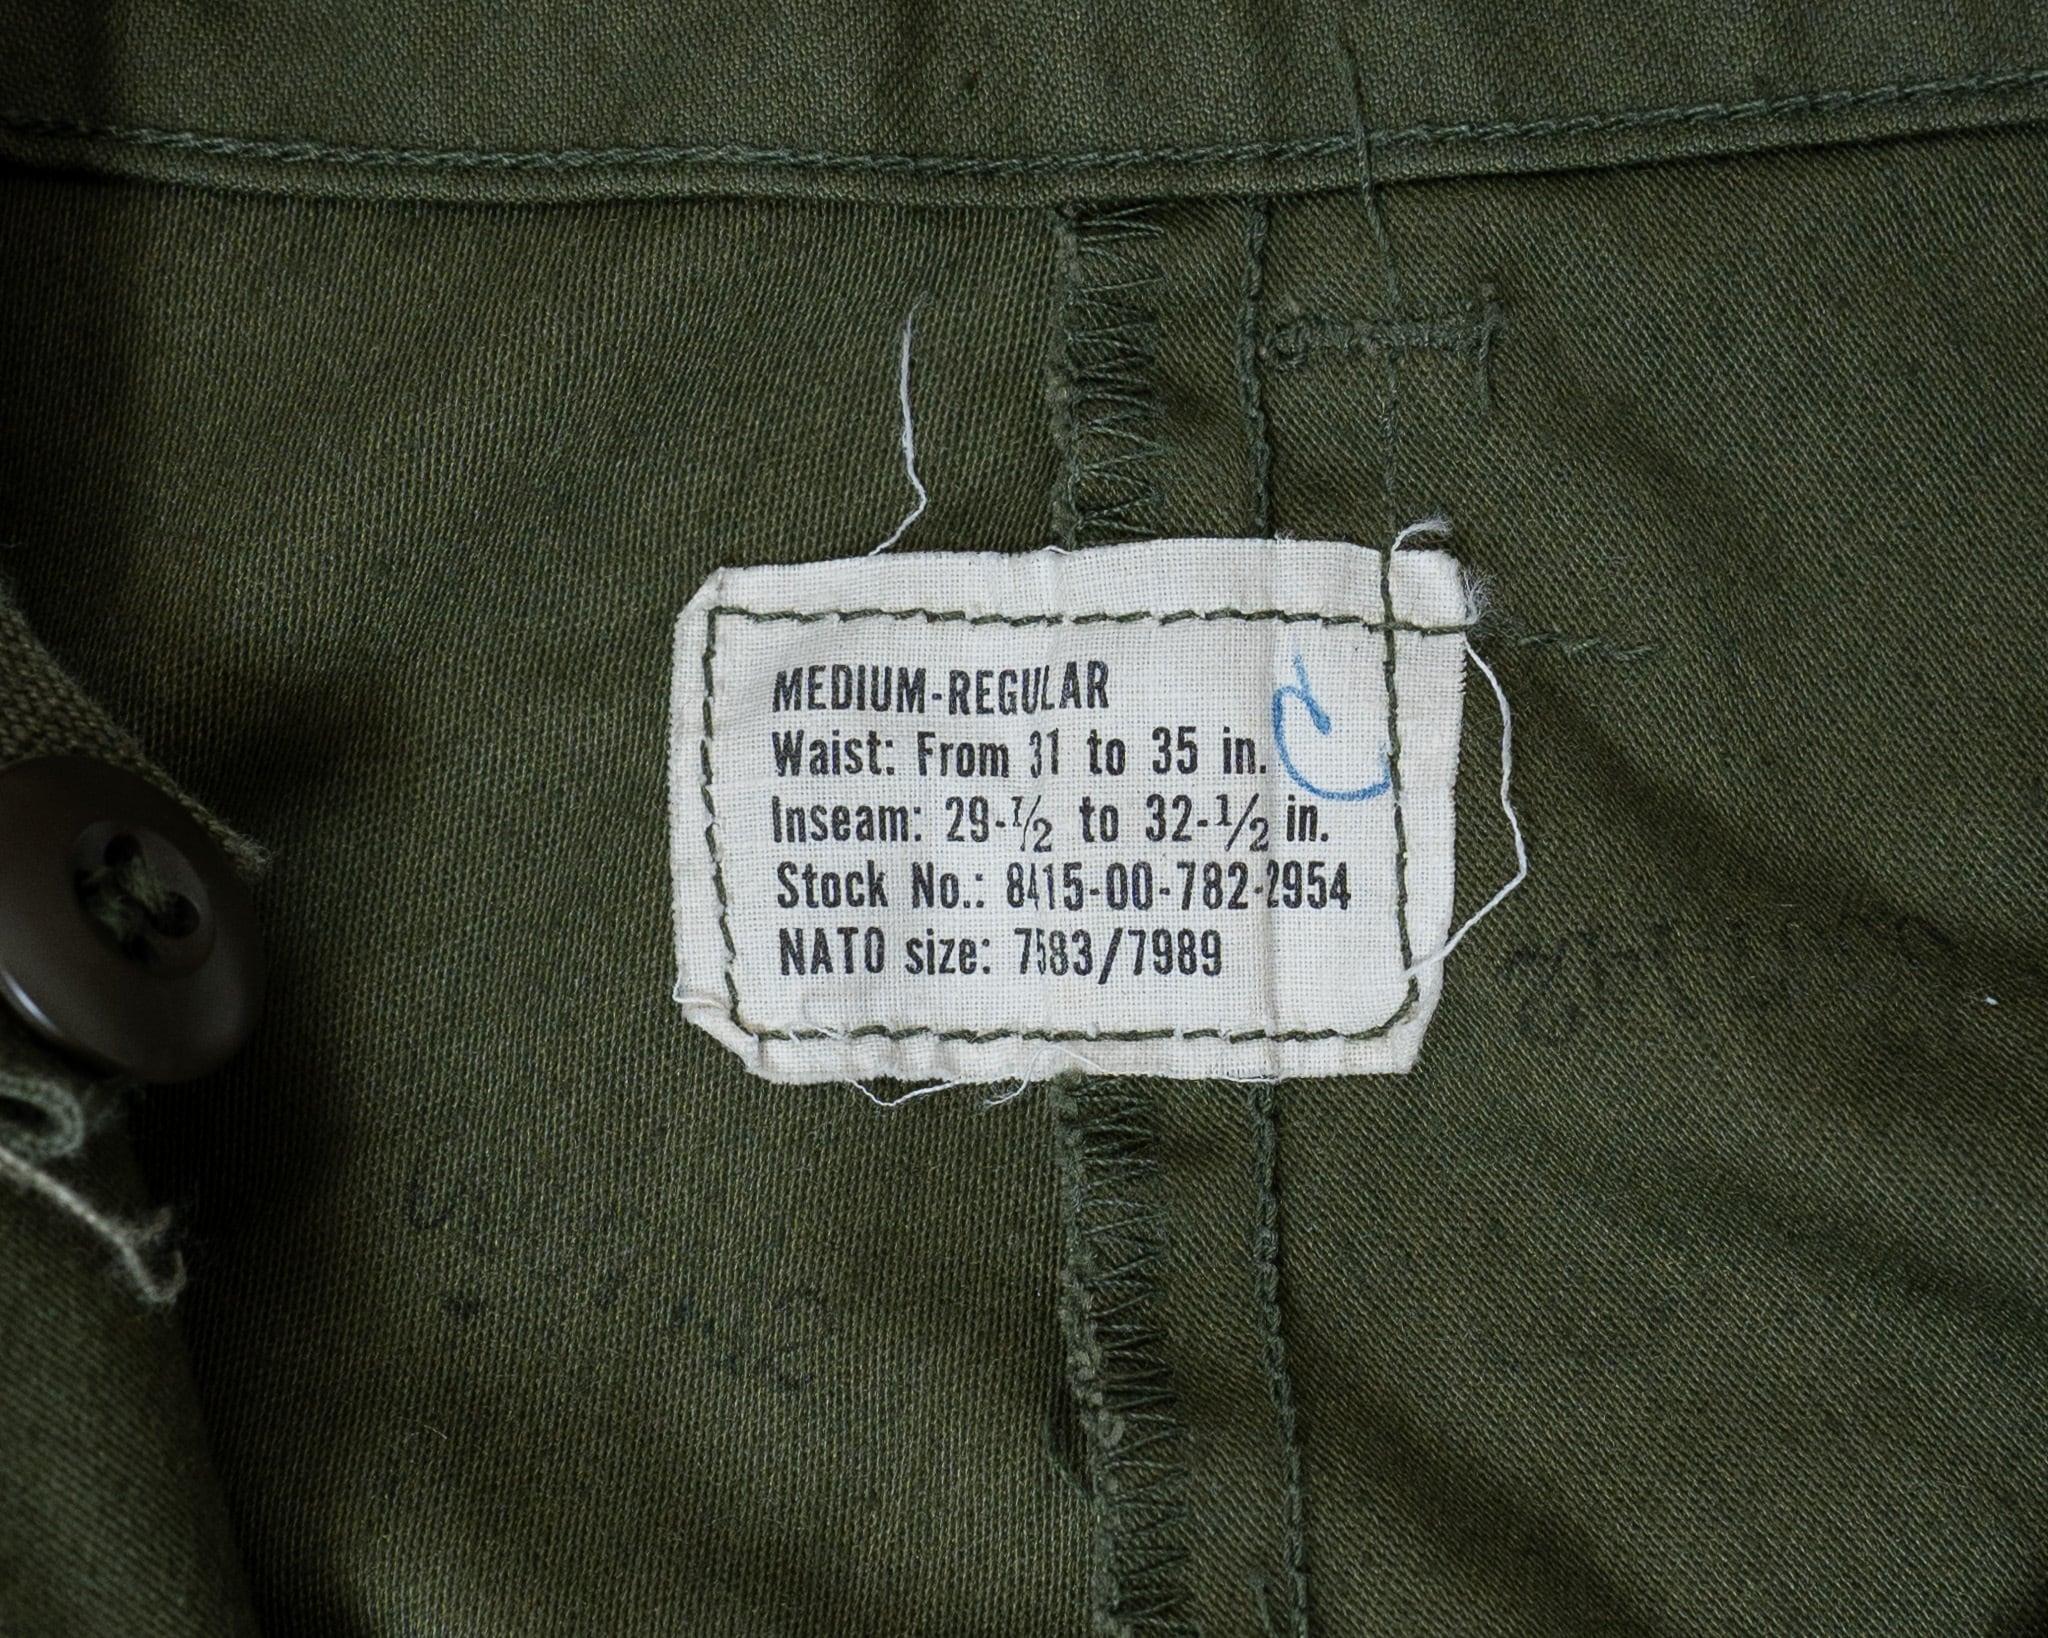 MEDIUM-REGULAR
Waist: From 31 to 35 in.
Inseam: 29-1/2 to 32-1/2 in.
Stock No.: 8415-00-782-2954
NATO size: 7583/7989